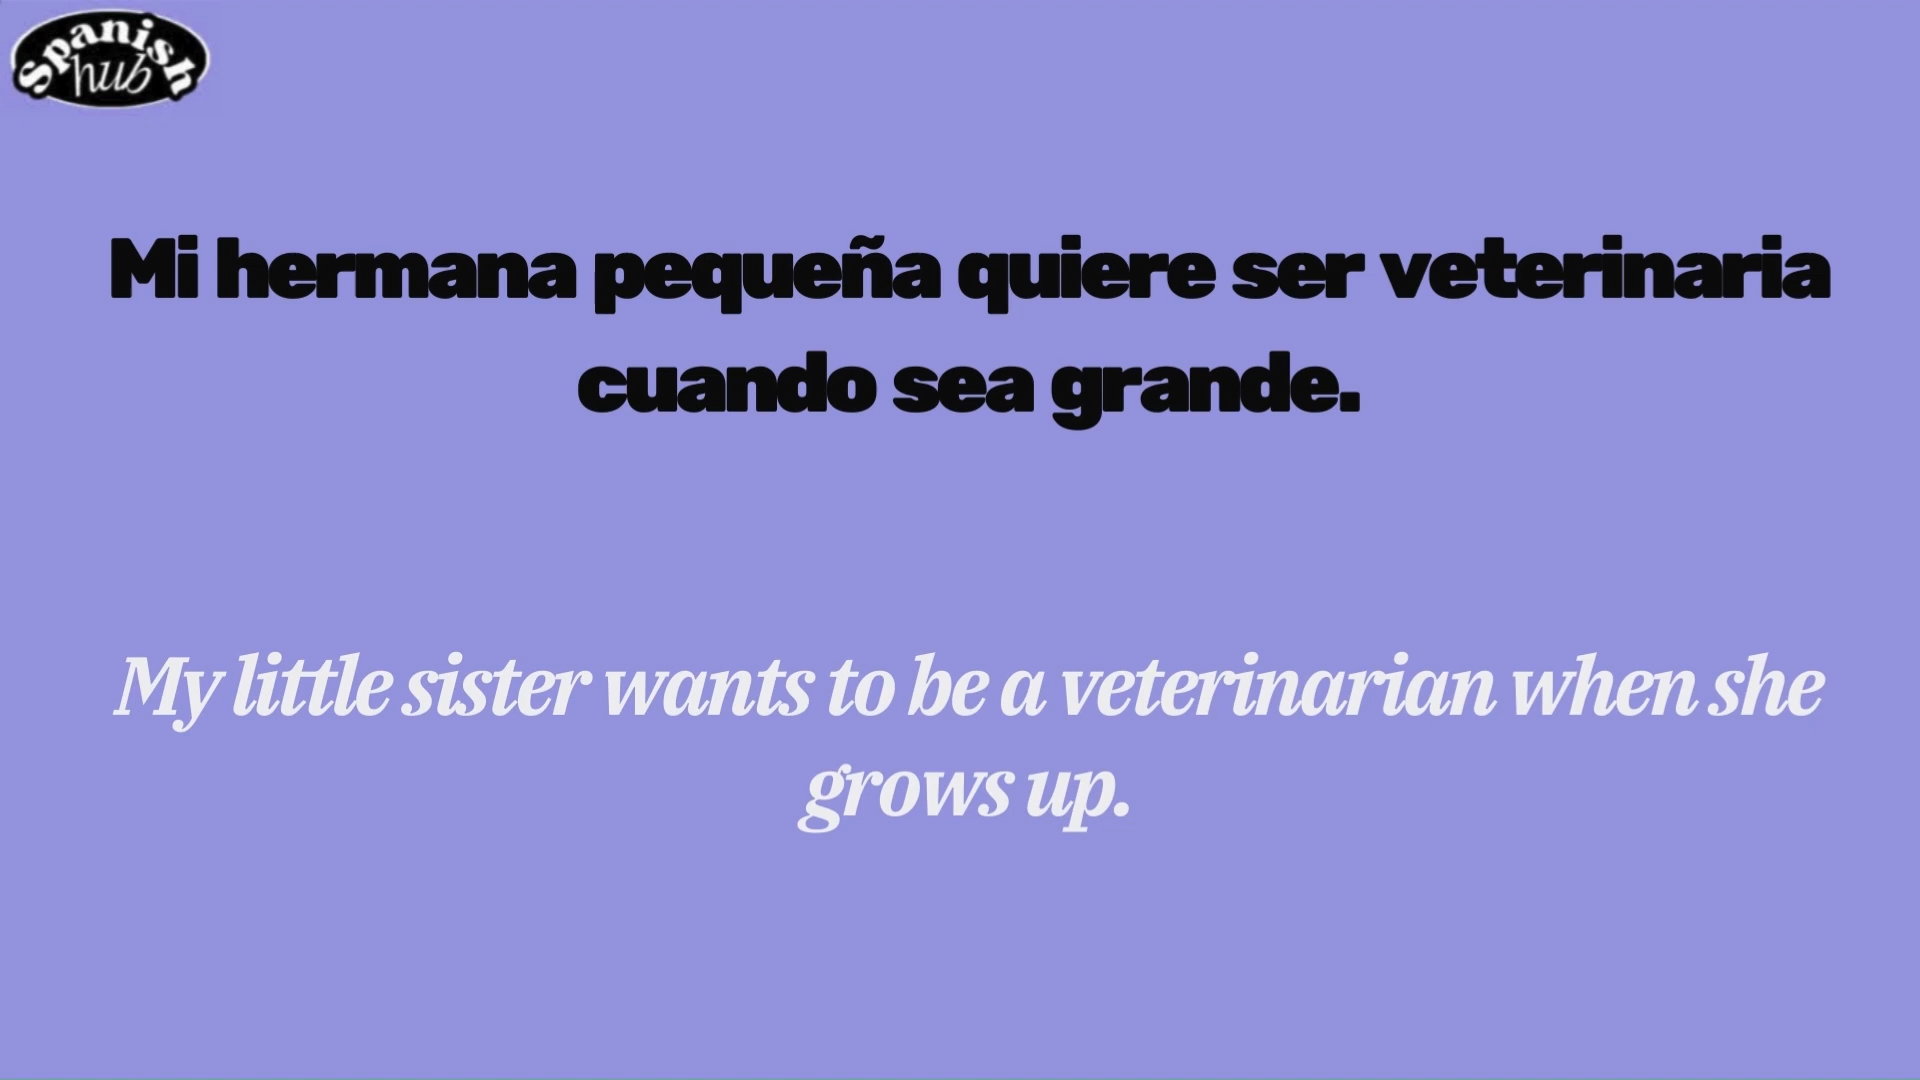 Spanish
hub
Mi hermana pequeña quiere ser veterinaria
cuando sea grande.
My little sister wants to be a veterinarian when she
grows up.